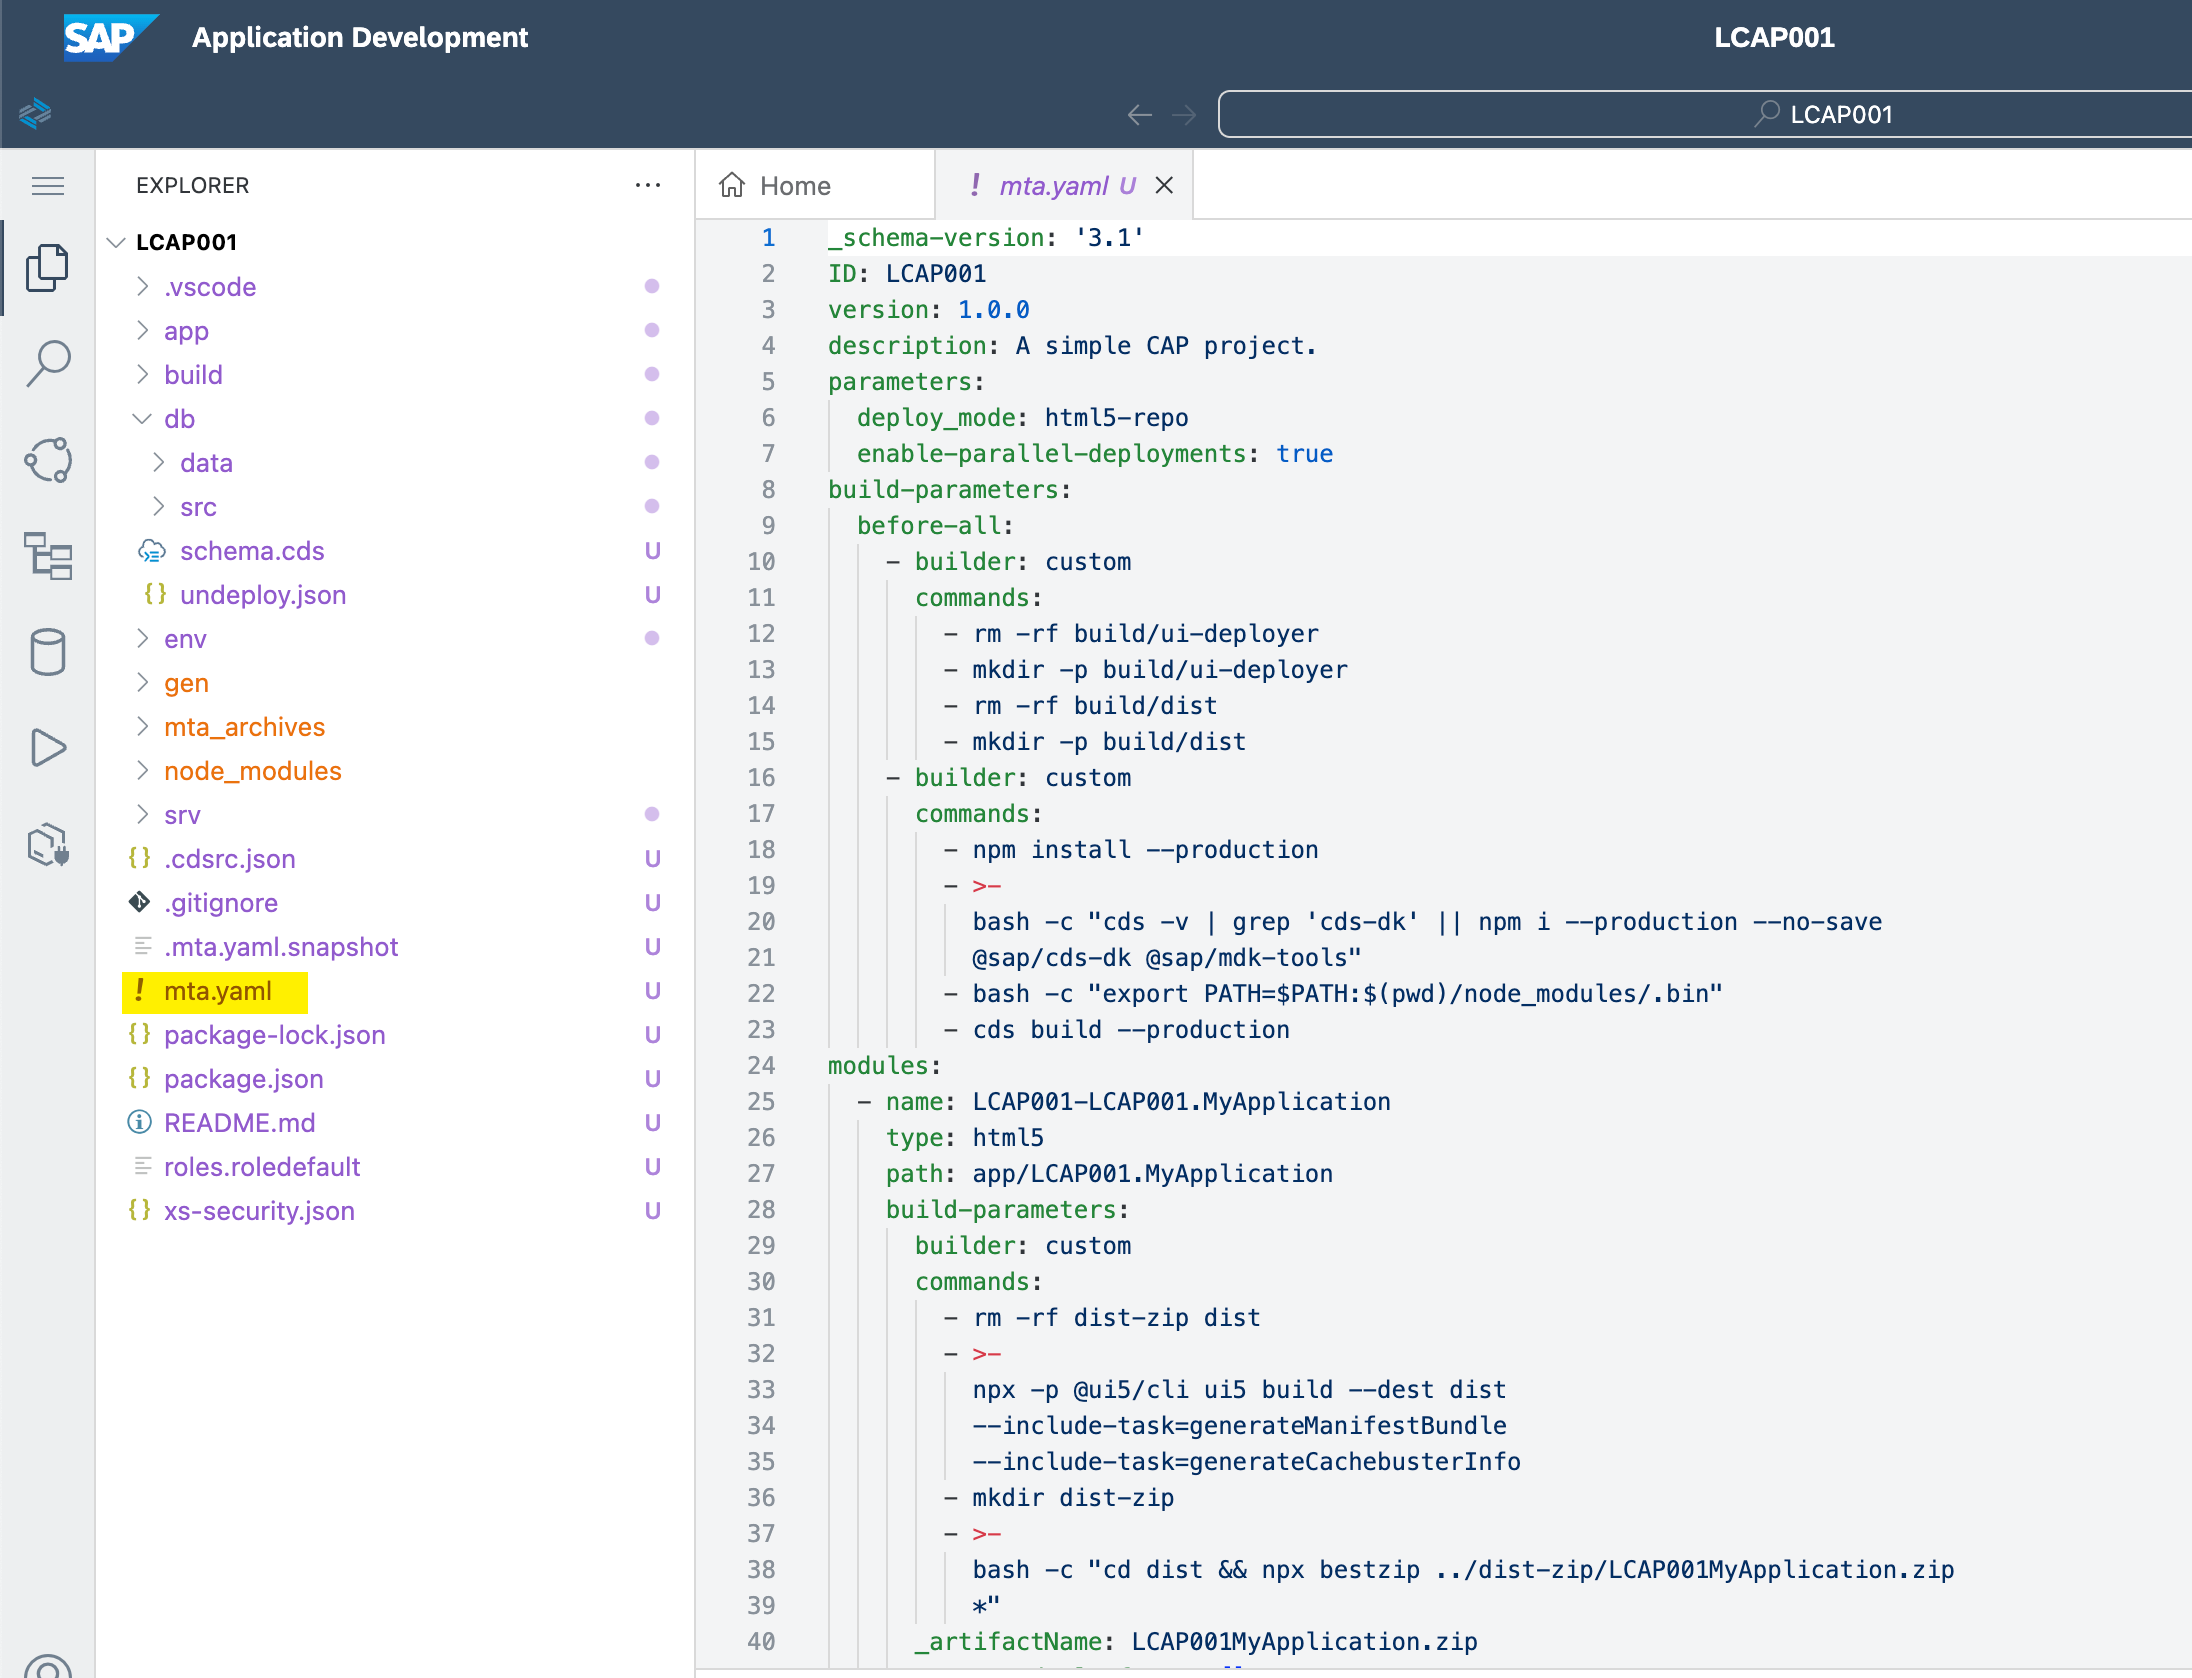 SAP Application Development
LCAP001
LCAP001
EXPLORER
LCAP001
.vscode
app
build
db
data
src
schema.cds U
undeploy.json U
env
gen
mta_archives
node_modules
srv
.cdsrc.json U
.gitignore U
.mta.yaml.snapshot U
! mta.yaml U
package-lock.json U
package.json U
README.md U
roles.roledefault U
xs-security.json U
Home
! mta.yaml U
1 _schema-version: '3.1'
2 ID: LCAP001
3 version: 1.0.0
4 description: A simple CAP project.
5 parameters:
6 deploy_mode: html5-repo
7 enable-parallel-deployments: true
8 build-parameters:
9 before-all:
10 - builder: custom
11 commands:
12 - rm -rf build/ui-deployer
13 - mkdir -p build/ui-deployer
14 - rm -rf build/dist
15 - mkdir -p build/dist
16 - builder: custom
17 commands:
18 - npm install --production
19 - >-
20 bash -c "cds -v | grep 'cds-dk' || npm i --production --no-save
21 @sap/cds-dk @sap/mdk-tools"
22 - bash -c "export PATH=$PATH:$(pwd)/node_modules/.bin"
23 - cds build --production
24 modules:
25 - name: LCAP001-LCAP001.MyApplication
26 type: html5
27 path: app/LCAP001.MyApplication
28 build-parameters:
29 builder: custom
30 commands:
31 - rm -rf dist-zip dist
32 - >-
33 npx -p @ui5/cli ui5 build --dest dist
34 --include-task=generateManifestBundle
35 --include-task=generateCachebusterInfo
36 - mkdir dist-zip
37 - >-
38 bash -c "cd dist && npx bestzip ../dist-zip/LCAP001MyApplication.zip
39 *"
40 _artifactName: LCAP001MyApplication.zip